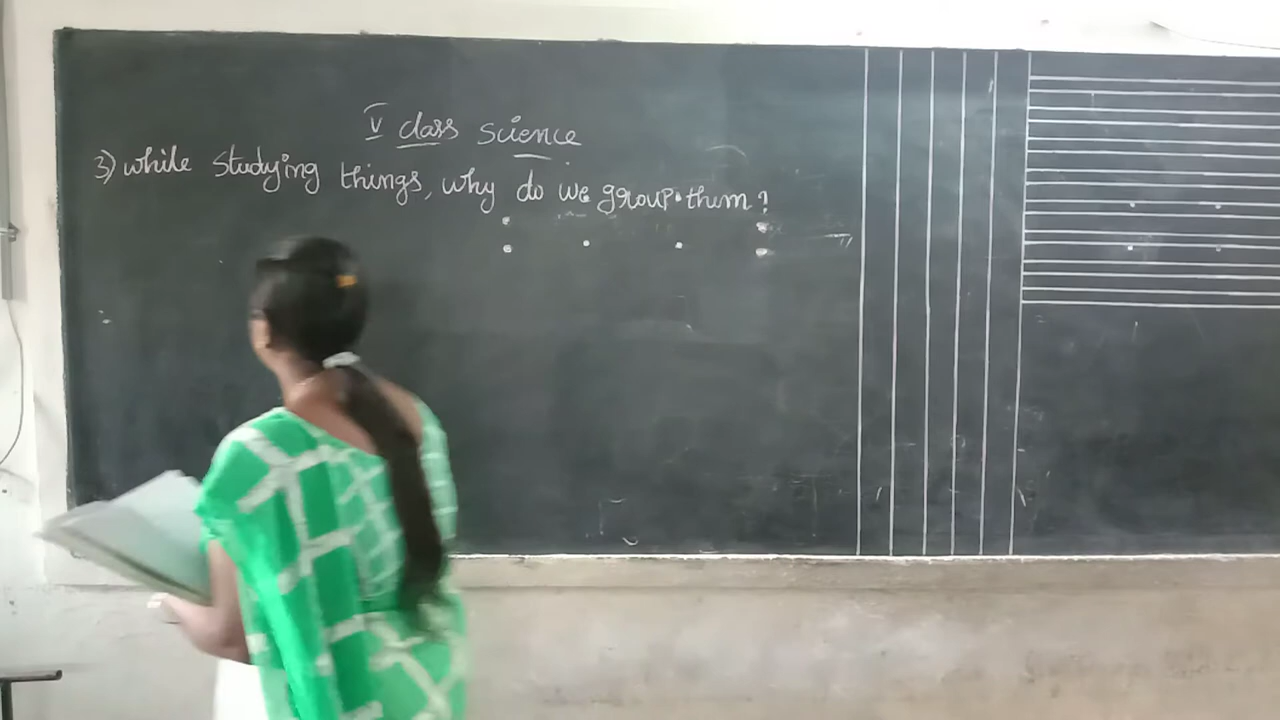 V class science
3) while studying things, why do we group them?